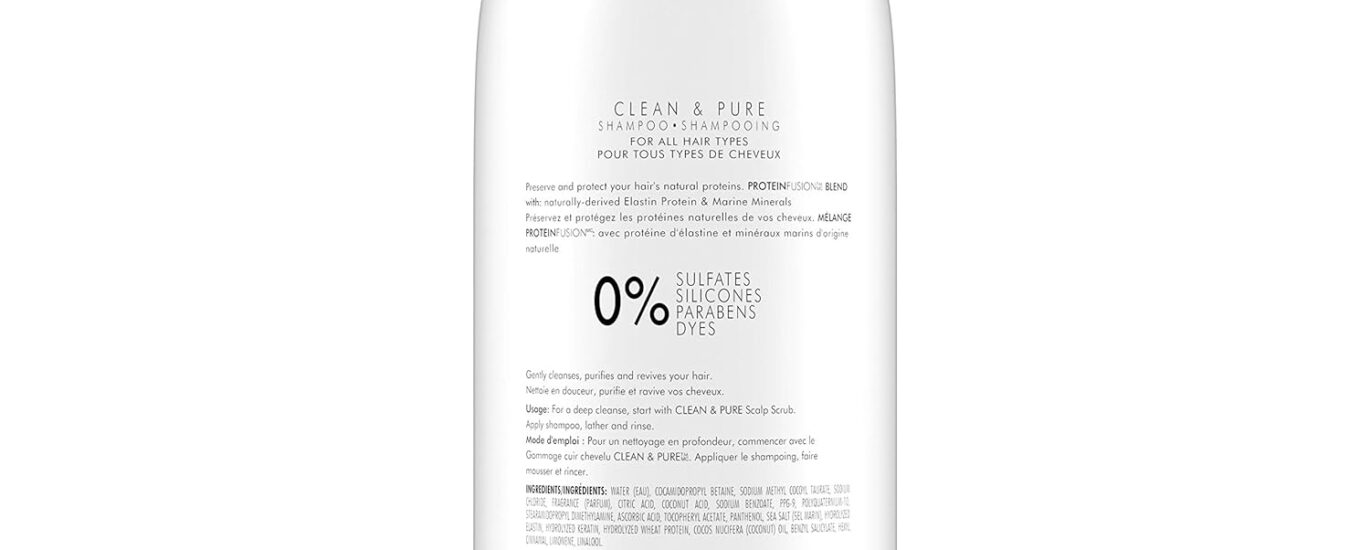 CLEAN & PURE
SHAMPOO • SHAMPOOING
FOR ALL HAIR TYPES
POUR TOUS TYPES DE CHEVEUX
Preserve and protect your hair's natural proteins. PROTEINFUSION BLEND
with: naturally-derived Elastin Protein & Marine Minerals
Préservez et protégez les protéines naturelles de vos cheveux. MÉLANGE
PROTEINFUSIONMC: avec protéine d'élastine et minéraux marins d'origine
naturelle.
0% SULFATES
SILICONES
PARABENS
DYES
Gently cleanses, purifies and revives your hair.
Nettoie en douceur, purifie et ravive vos cheveux.
Usage: For a deep cleanse, start with CLEAN & PURE Scalp Scrub.
Apply shampoo, lather and rinse.
Mode d'emploi : Pour un nettoyage en profondeur, commencer avec le
Gommage cuir chevelu CLEAN & PURE. Appliquer le shampoing, faire
mousser et rincer.
INGREDIENTS/INGRÉDIENTS: WATER (EAU), COCAMIDOPROPYL BETAINE, SODIUM METHYL COCOYL TAURATE, SODIUM
CHLORIDE, FRAGRANCE (PARFUM), CITRIC ACID, COCONUT ACID, SODIUM BENZOATE, PPG-9, POLYQUATERNIUM-10,
STEARAMIDOPROPYL DIMETHYLAMINE, ASCORBIC ACID, TOCOPHERYL ACETATE, PANTHENOL, SEA SALT (SEL MARIN), HYDROLYZED
ELASTIN, HYDROLYZED KERATIN, HYDROLYZED WHEAT PROTEIN, COCOS NUCIFERA (COCONUT) OIL, BENZYL SALICYLATE, HEXYL
CINNAMAL, LIMONENE, LINALOOL.